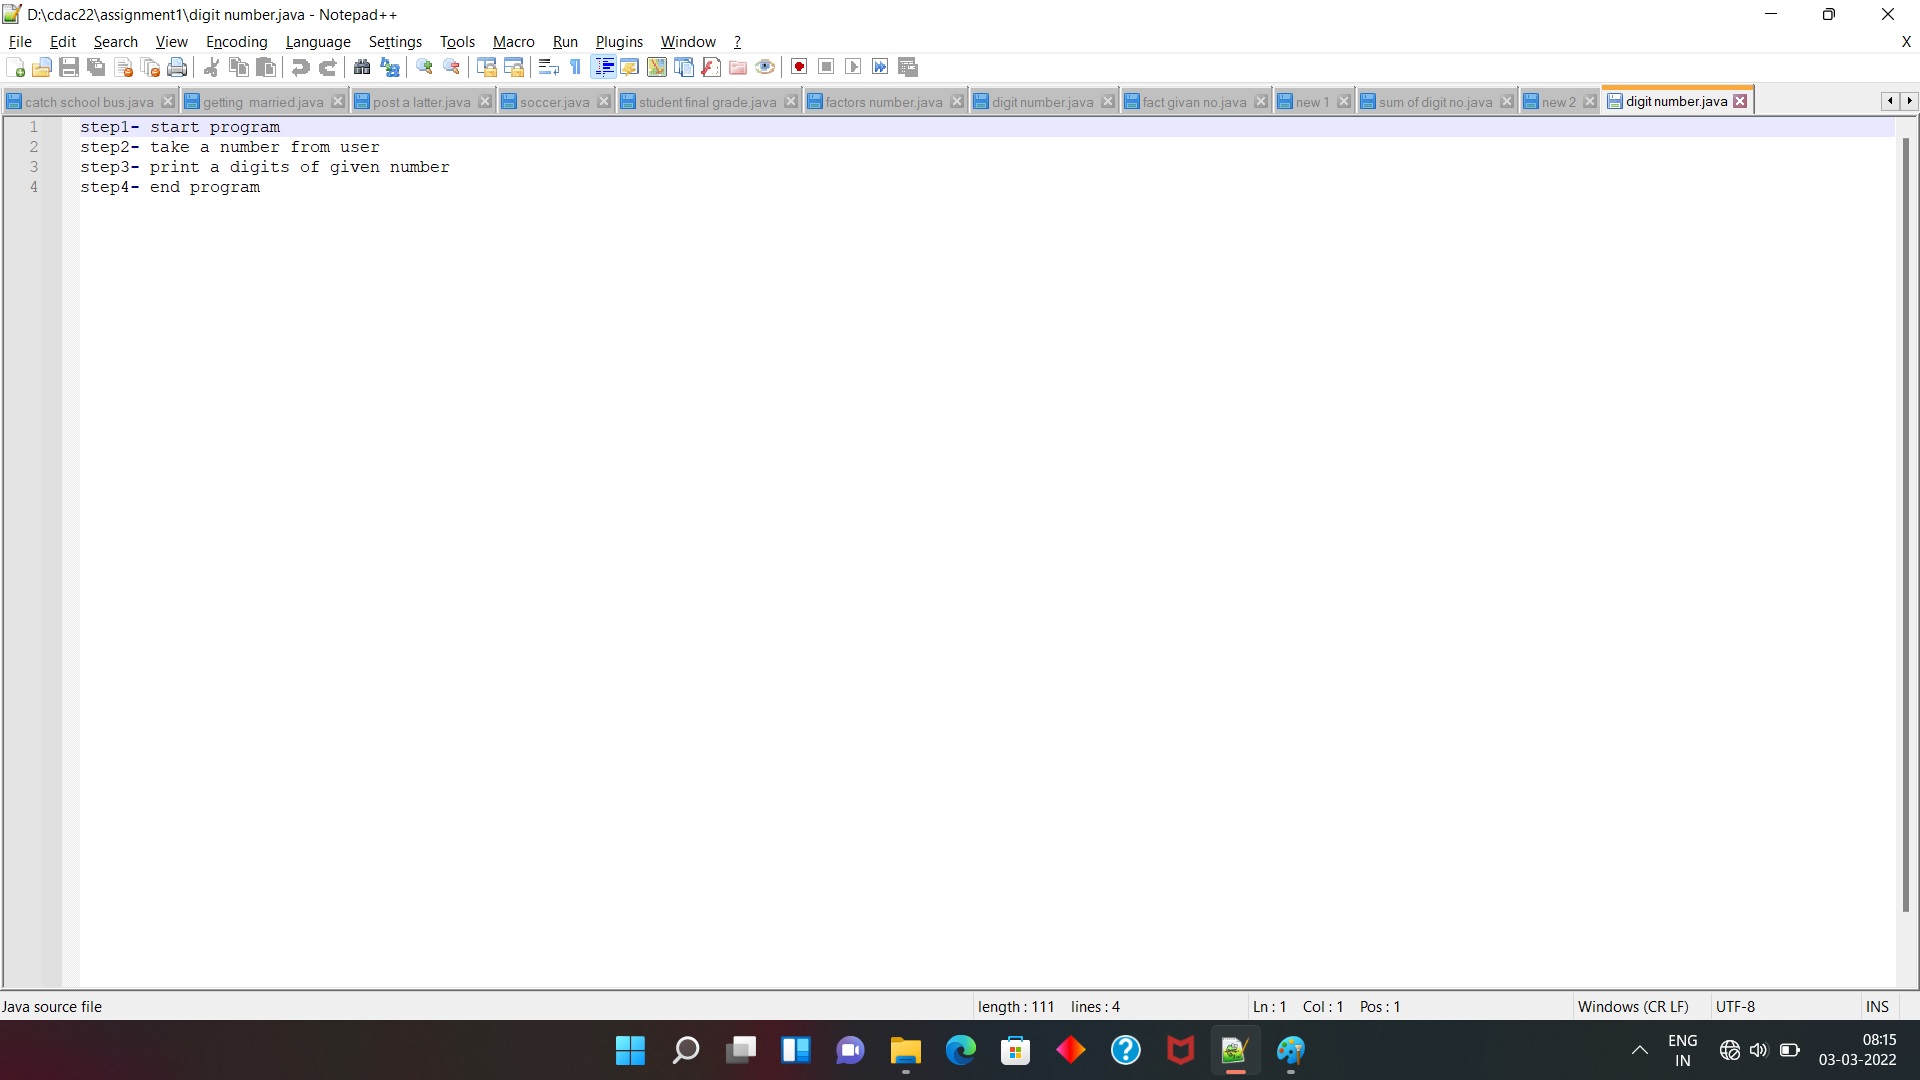 D:\cdac22\assignment1\digit number.java - Notepad++
File Edit Search View Encoding Language Settings Tools Macro Run Plugins Window ? X
catch school bus.java getting married.java post a latter.java soccer.java student final grade.java factors number.java digit number.java fact givan no.java new 1 sum of digit no.java new 2 digit number.java
1 step1- start program
2 step2- take a number from user
3 step3- print a digits of given number
4 step4- end program
Java source file length : 111 lines : 4 Ln : 1 Col : 1 Pos : 1 Windows (CR LF) UTF-8 INS
ENG 08:15
IN 03-03-2022